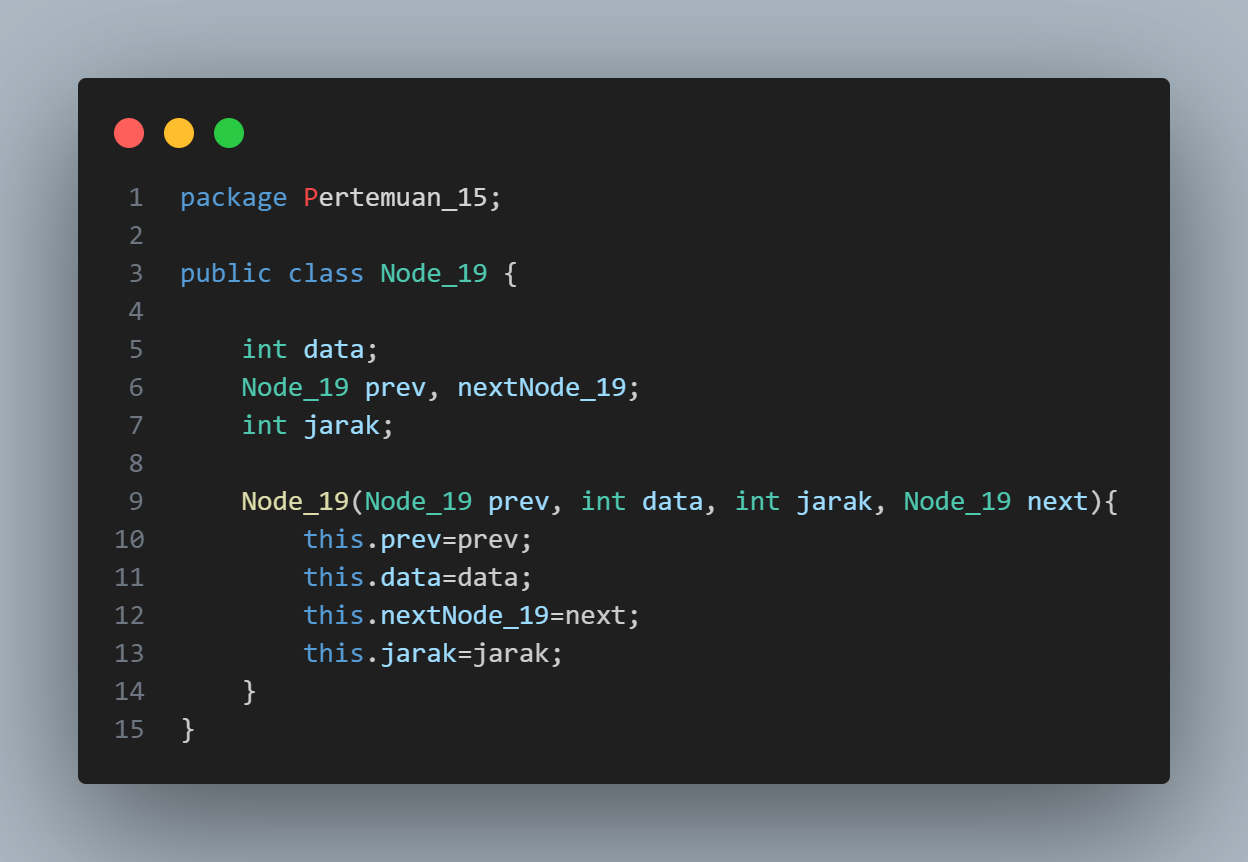 1 package Pertemuan_15;
2
3 public class Node_19 {
4
5     int data;
6     Node_19 prev, nextNode_19;
7     int jarak;
8
9     Node_19(Node_19 prev, int data, int jarak, Node_19 next){
10         this.prev=prev;
11         this.data=data;
12         this.nextNode_19=next;
13         this.jarak=jarak;
14     }
15 }